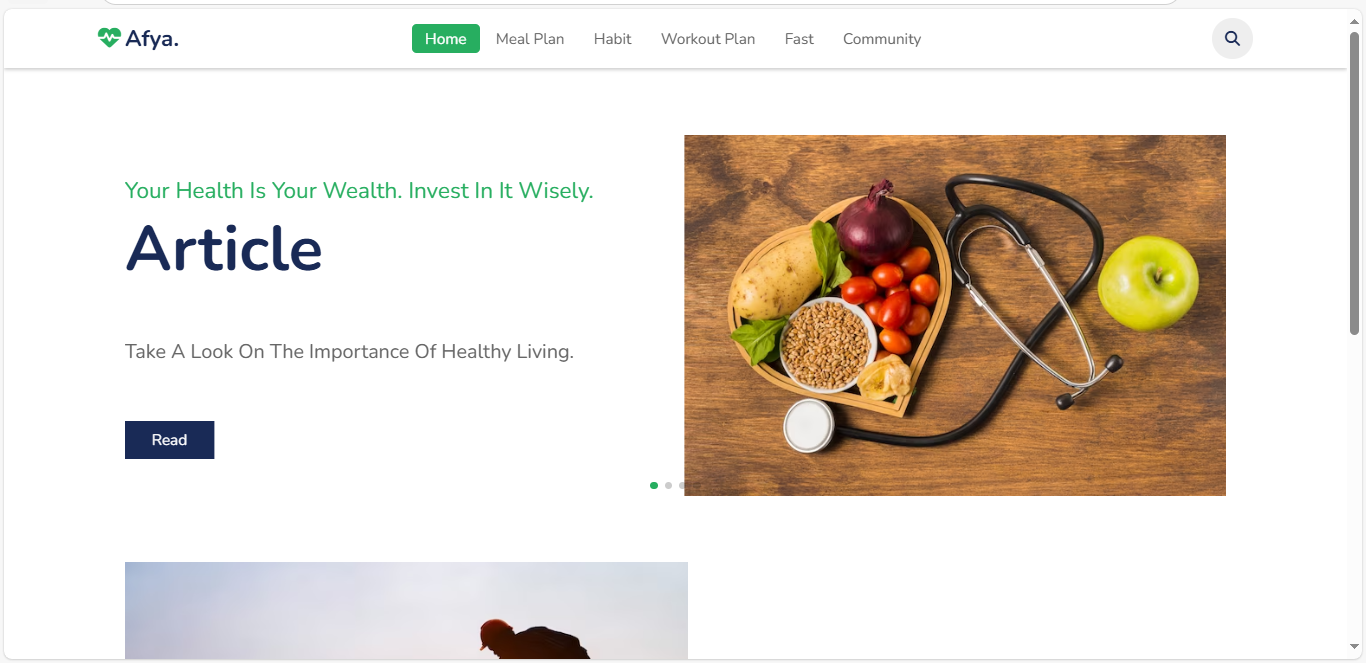 Afya.
Home Meal Plan Habit Workout Plan Fast Community
Your Health Is Your Wealth. Invest In It Wisely.
Article
Take A Look On The Importance Of Healthy Living.
Read